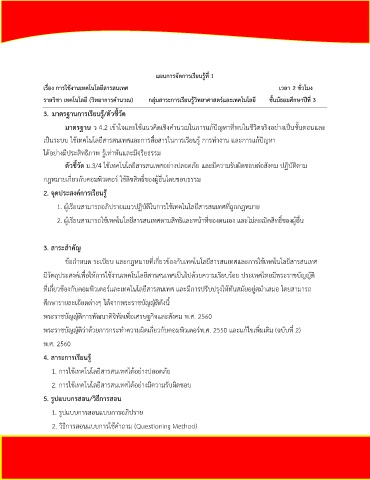 แผนการจัดการเรียนรู้ที่ 1
เรื่อง การใช้งานเทคโนโลยีสารสนเทศ เวลา 2 ชั่วโมง
รายวิชา เทคโนโลยี (วิทยาการคำนวณ) กลุ่มสาระการเรียนรู้วิทยาศาสตร์และเทคโนโลยี ชั้นมัธยมศึกษาปีที่ 3
3. มาตรฐานการเรียนรู้/ตัวชี้วัด
มาตรฐาน ว 4.2 เข้าใจและใช้แนวคิดเชิงคำนวณในการแก้ปัญหาที่พบในชีวิตจริงอย่างเป็นขั้นตอนและ
เป็นระบบ ใช้เทคโนโลยีสารสนเทศและการสื่อสารในการเรียนรู้ การทำงาน และการแก้ปัญหา
ได้อย่างมีประสิทธิภาพ รู้เท่าทันและมีจริยธรรม
ตัวชี้วัด ม.3/4 ใช้เทคโนโลยีสารสนเทศอย่างปลอดภัย และมีความรับผิดชอบต่อสังคม ปฏิบัติตาม
กฎหมายเกี่ยวกับคอมพิวเตอร์ ใช้ลิขสิทธิ์ของผู้อื่นโดยชอบธรรม
2. จุดประสงค์การเรียนรู้
1. ผู้เรียนสามารถอภิปรายแนวปฏิบัติในการใช้เทคโนโลยีสารสนเทศที่ถูกกฎหมาย
2. ผู้เรียนสามารถใช้เทคโนโลยีสารสนเทศตามสิทธิและหน้าที่ของตนเอง และไม่ละเมิดสิทธิ์ของผู้อื่น
3. สาระสำคัญ
ข้อกำหนด ระเบียบ และกฎหมายที่เกี่ยวข้องกับเทคโนโลยีสารสนเทศและการใช้เทคโนโลยีสารสนเทศ
มีวัตถุประสงค์เพื่อให้การใช้งานเทคโนโลยีสารสนเทศเป็นไปด้วยความเรียบร้อย ประเทศไทยมีพระราชบัญญัติ
ที่เกี่ยวข้องกับคอมพิวเตอร์และเทคโนโลยีสารสนเทศ และมีการปรับปรุงให้ทันสมัยอยู่สม่ำเสมอ โดยสามารถ
ศึกษารายละเอียดต่างๆ ได้จากพระราชบัญญัติดังนี้
พระราชบัญญัติการพัฒนาดิจิทัลเพื่อเศรษฐกิจและสังคม พ.ศ. 2560
พระราชบัญญัติว่าด้วยการกระทำความผิดเกี่ยวกับคอมพิวเตอร์พ.ศ. 2550 และแก้ไขเพิ่มเติม (ฉบับที่ 2)
พ.ศ. 2560
4. สาระการเรียนรู้
1. การใช้เทคโนโลยีสารสนเทศได้อย่างปลอดภัย
2. การใช้เทคโนโลยีสารสนเทศได้อย่างมีความรับผิดชอบ
5. รูปแบบการสอน/วิธีการสอน
1. รูปแบบการสอนแบบการอภิปราย
2. วิธีการสอนแบบการใช้คำถาม (Questioning Method)